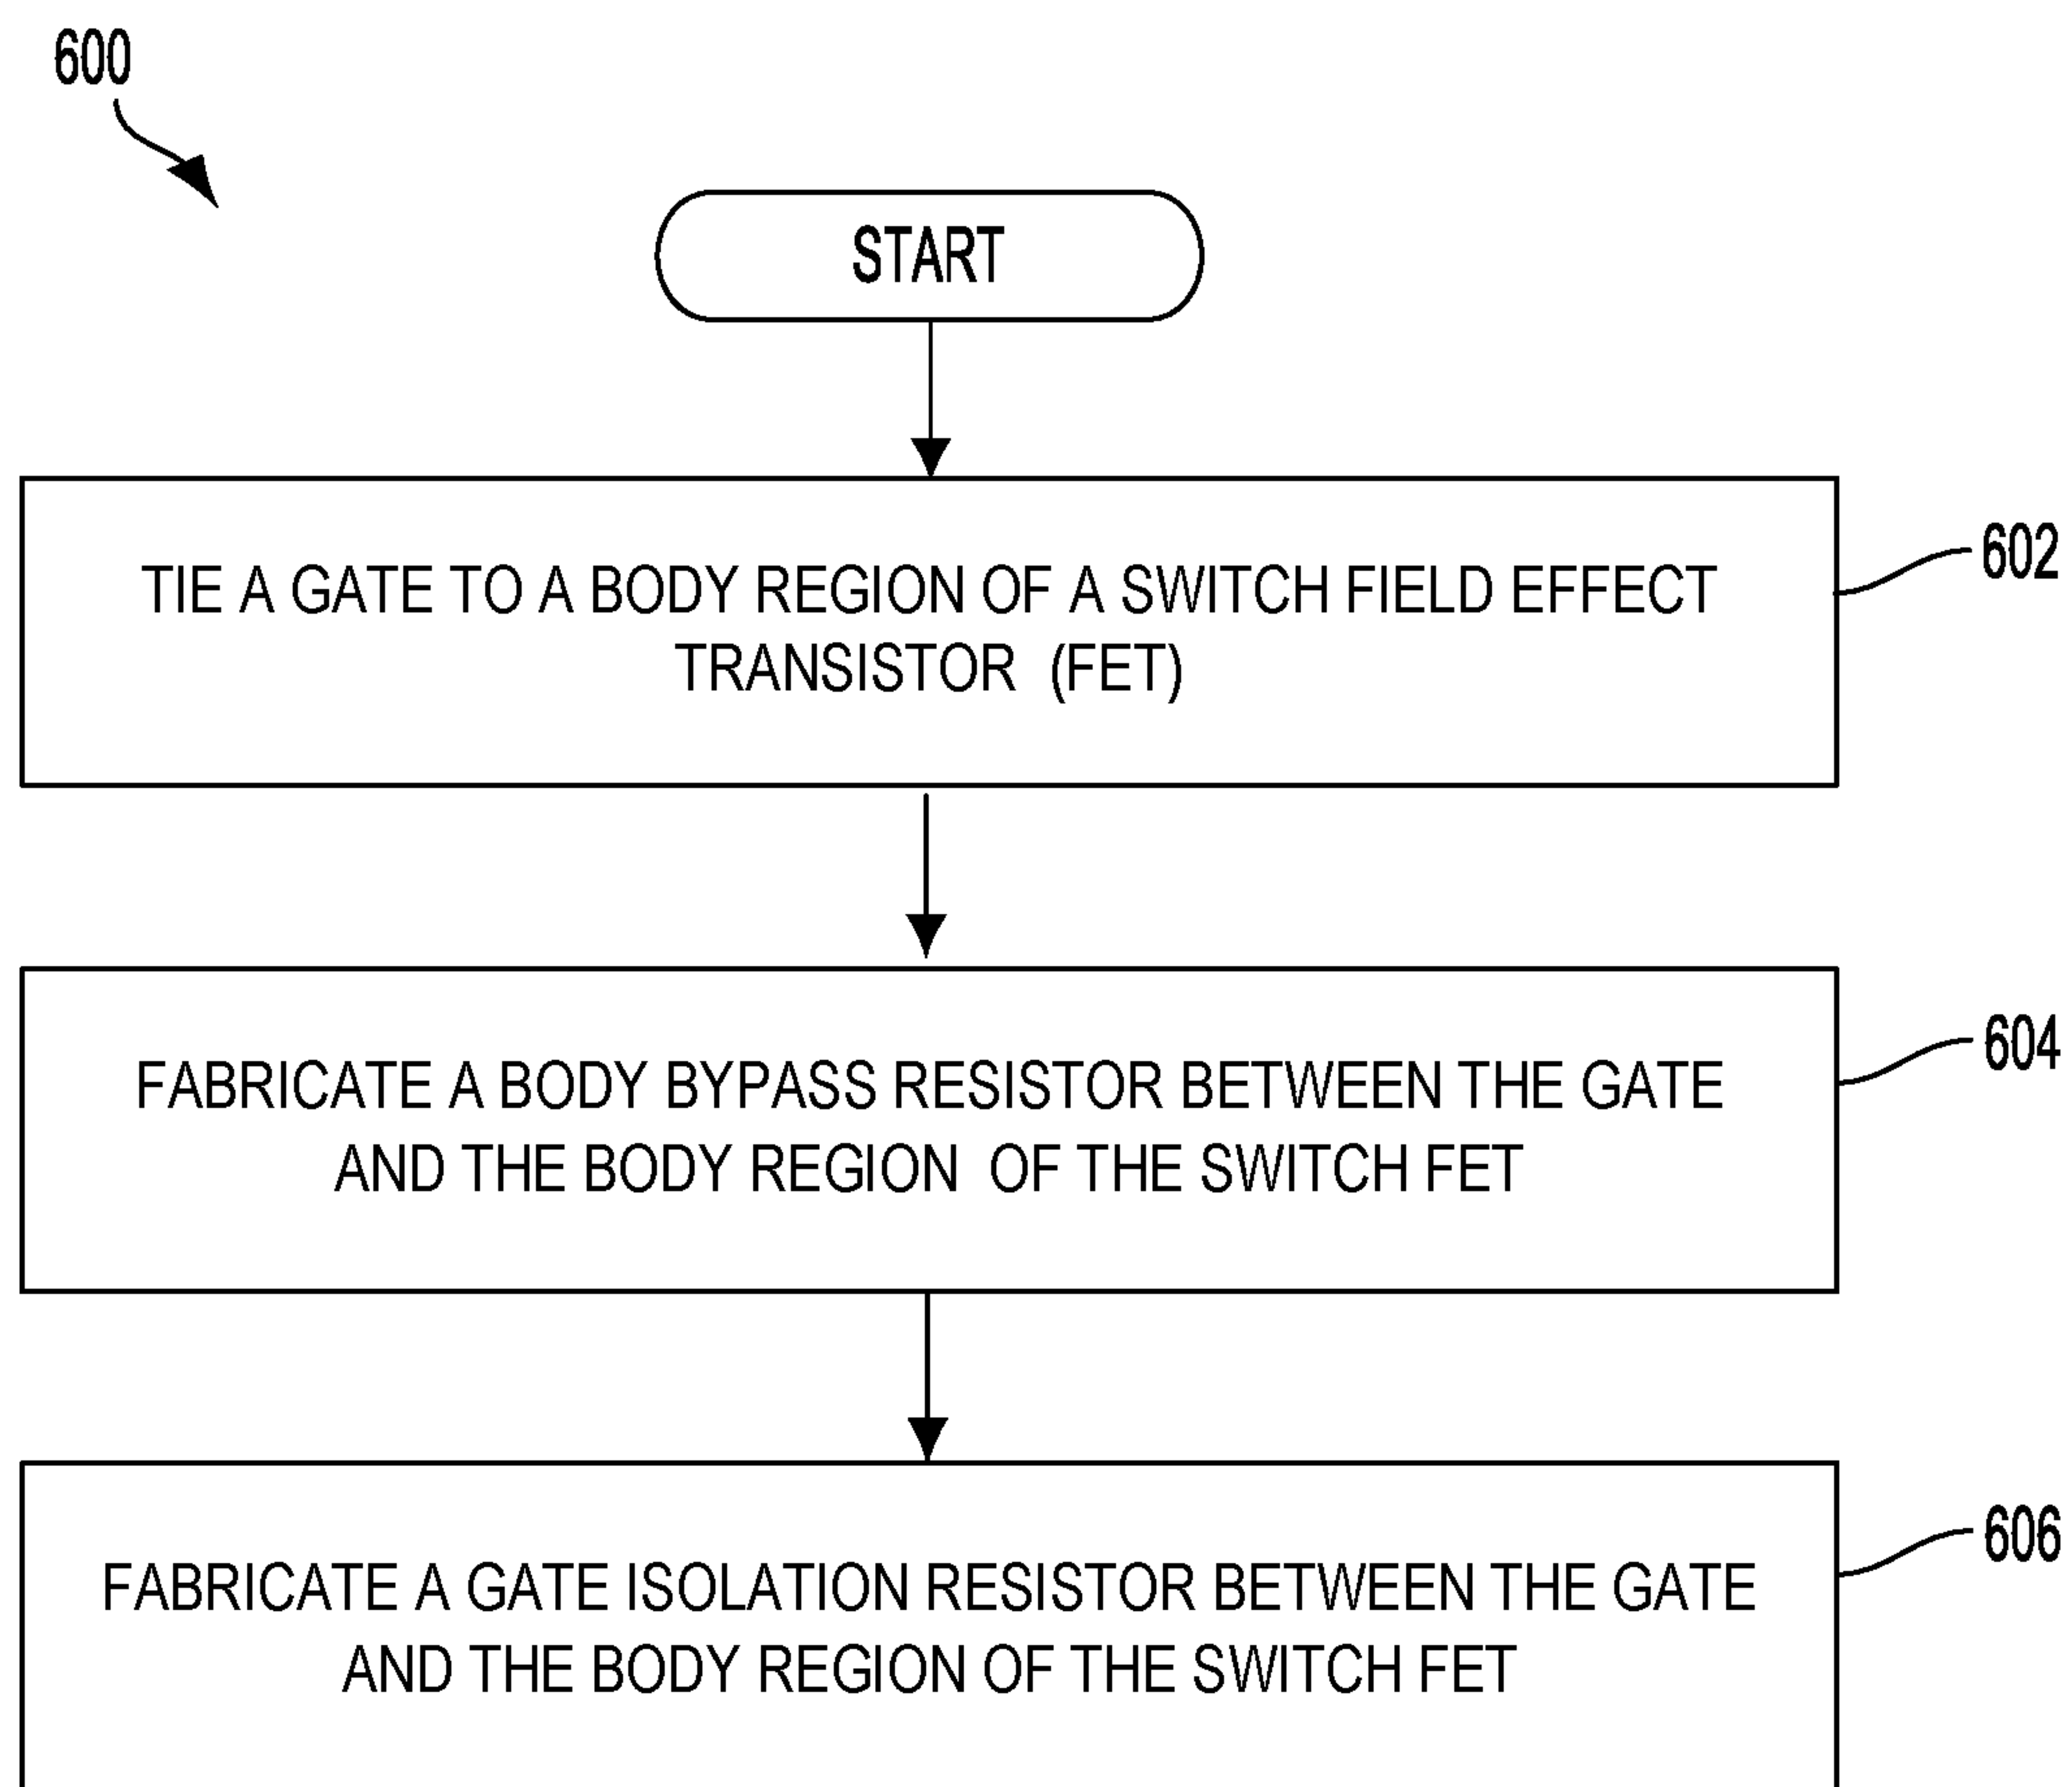 600
START
TIE A GATE TO A BODY REGION OF A SWITCH FIELD EFFECT
TRANSISTOR (FET)
602
FABRICATE A BODY BYPASS RESISTOR BETWEEN THE GATE
AND THE BODY REGION OF THE SWITCH FET
604
FABRICATE A GATE ISOLATION RESISTOR BETWEEN THE GATE
AND THE BODY REGION OF THE SWITCH FET
606